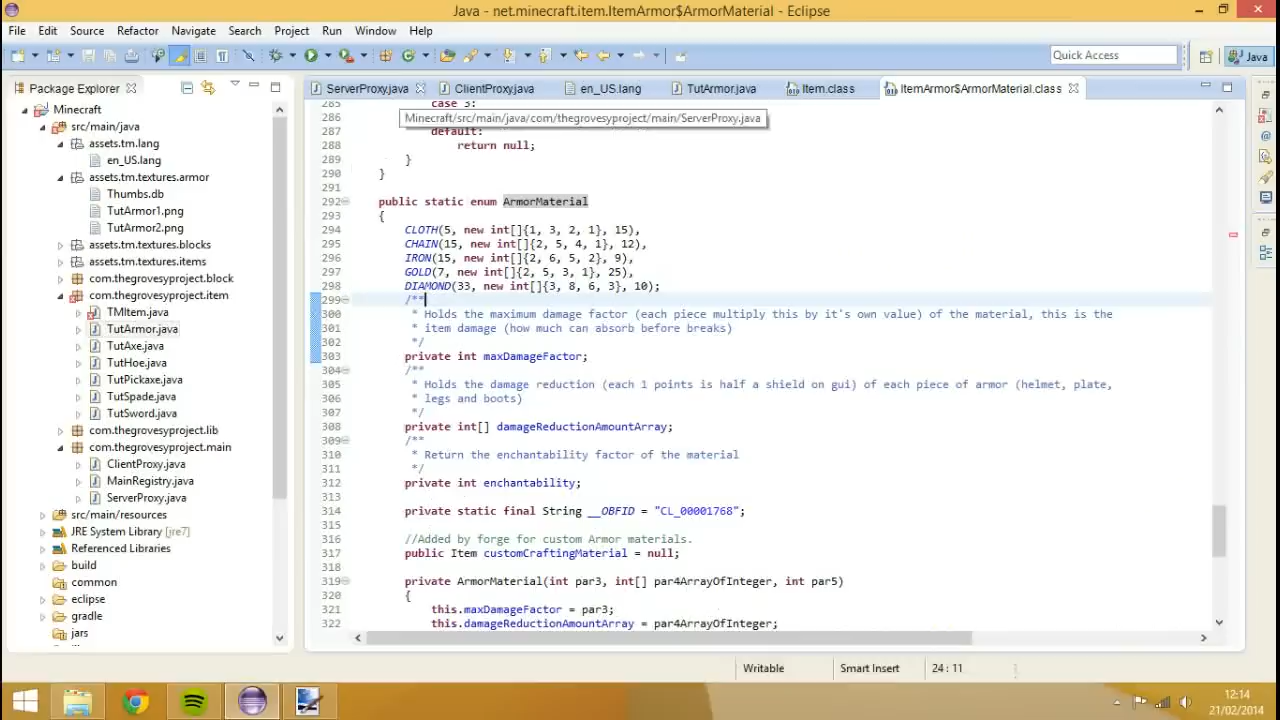 Java - net.minecraft.item.ItemArmor$ArmorMaterial - Eclipse
File Edit Source Refactor Navigate Search Project Run Window Help
Quick Access
Java
Package Explorer
ServerProxy.java ClientProxy.java en_US.lang TutArmor.java Item.class ItemArmor$ArmorMaterial.class
Minecraft/src/main/java/com/thegrovesyproject/main/ServerProxy.java
Minecraft
src/main/java
assets.tm.lang
en_US.lang
assets.tm.textures.armor
Thumbs.db
TutArmor1.png
TutArmor2.png
assets.tm.textures.blocks
assets.tm.textures.items
com.thegrovesyproject.block
com.thegrovesyproject.item
TMItem.java
TutArmor.java
TutAxe.java
TutHoe.java
TutPickaxe.java
TutSpade.java
TutSword.java
com.thegrovesyproject.lib
com.thegrovesyproject.main
ClientProxy.java
MainRegistry.java
ServerProxy.java
src/main/resources
JRE System Library [jre7]
Referenced Libraries
build
common
eclipse
gradle
jars
285 case 3:
286
287 default:
288 return null;
289 }
290 }
291
292 public static enum ArmorMaterial
293 {
294 CLOTH(5, new int[]{1, 3, 2, 1}, 15),
295 CHAIN(15, new int[]{2, 5, 4, 1}, 12),
296 IRON(15, new int[]{2, 6, 5, 2}, 9),
297 GOLD(7, new int[]{2, 5, 3, 1}, 25),
298 DIAMOND(33, new int[]{3, 8, 6, 3}, 10);
299 /**
300 * Holds the maximum damage factor (each piece multiply this by it's own value) of the material, this is the
301 * item damage (how much can absorb before breaks)
302 */
303 private int maxDamageFactor;
304 /**
305 * Holds the damage reduction (each 1 points is half a shield on gui) of each piece of armor (helmet, plate,
306 * legs and boots)
307 */
308 private int[] damageReductionAmountArray;
309 /**
310 * Return the enchantability factor of the material
311 */
312 private int enchantability;
313
314 private static final String __OBFID = "CL_00001768";
315
316 //Added by forge for custom Armor materials.
317 public Item customCraftingMaterial = null;
318
319 private ArmorMaterial(int par3, int[] par4ArrayOfInteger, int par5)
320 {
321 this.maxDamageFactor = par3;
322 this.damageReductionAmountArray = par4ArrayOfInteger;
Writable Smart Insert 24 : 11
12:14
21/02/2014